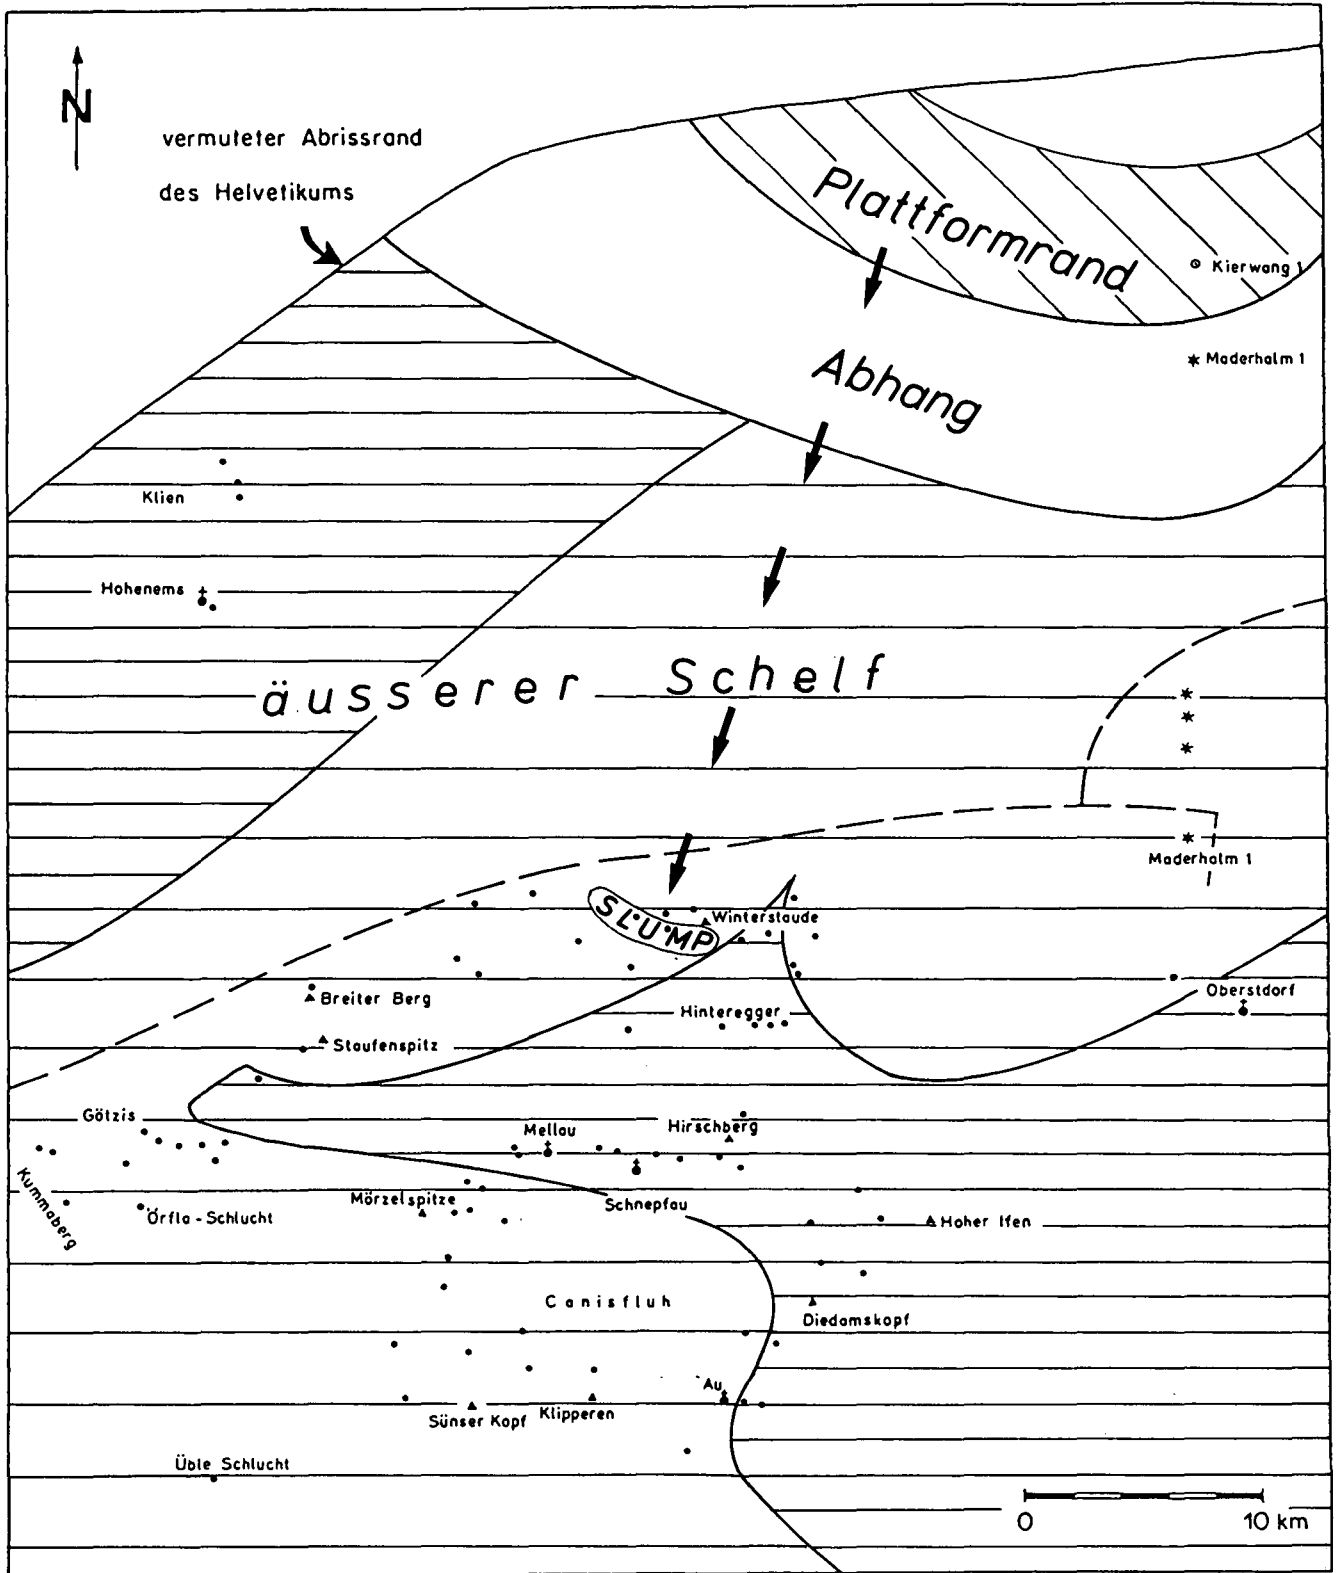 N
vermuteter Abrissrand
des Helvetikums
Plattformrand
Kierwang 1
Maderhalm 1
Abhang
Klien
Hohenems
äusserer Schelf
Maderhalm 1
SLUMP
Winterstaude
Breiter Berg
Hinteregger
Oberstdorf
Staufenspitz
Götzis
Mellau
Hirschberg
Kummaberg
Örfla-Schlucht
Mörzelspitze
Schnepfau
Hoher Ifen
Canisfluh
Diedamskopf
Au
Sünser Kopf
Klipperen
Üble Schlucht
0 10 km